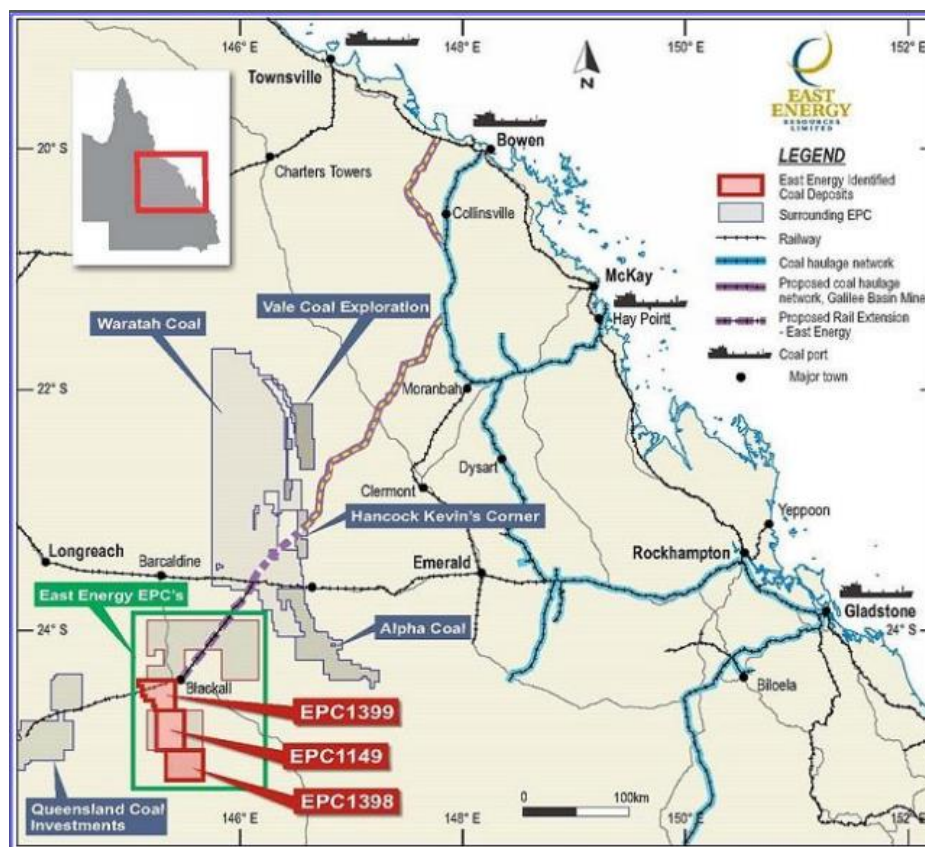 146° E
148° E
150° E
152° E
Townsville
20° S
Bowen
Charters Towers
Collinsville
EAST
ENERGY
RESOURCES
LIMITED
LEGEND
East Energy Identified
Coal Deposits
Surrounding EPC
Railway
Coal haulage network
Proposed coal haulage
network, Galilee Basin Mine
Proposed Rail Extension
- East Energy
Coal port
Major town
McKay
Hay Point
Vale Coal Exploration
Waratah Coal
22° S
Moranbah
Dysart
Clermont
Hancock Kevin's Corner
Yeppoon
Longreach
Barcaldine
Emerald
Rockhampton
East Energy EPC's
Gladstone
24° S
24° S
Alpha Coal
Blackall
Biloela
EPC1399
EPC1149
EPC1398
Queensland Coal
Investments
0
100km
146° E
148° E
150° E
152° E